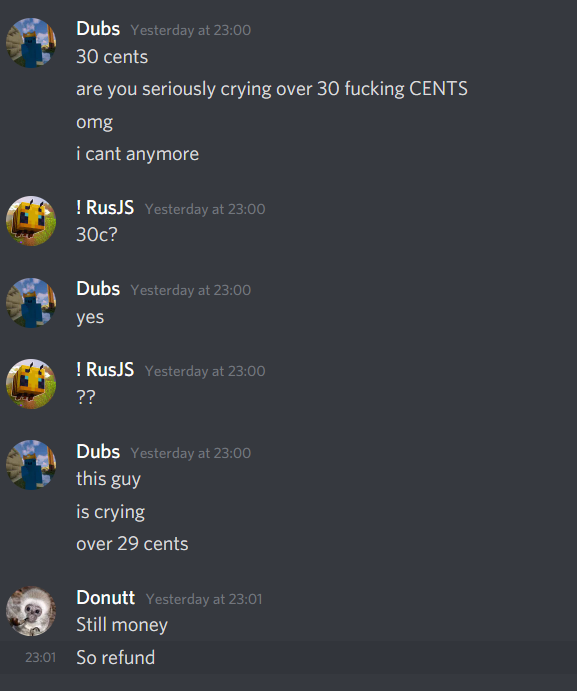 Dubs Yesterday at 23:00
30 cents
are you seriously crying over 30 fucking CENTS
omg
i cant anymore
! RusJS Yesterday at 23:00
30c?
Dubs Yesterday at 23:00
yes
! RusJS Yesterday at 23:00
??
Dubs Yesterday at 23:00
this guy
is crying
over 29 cents
Donutt Yesterday at 23:01
Still money
23:01 So refund